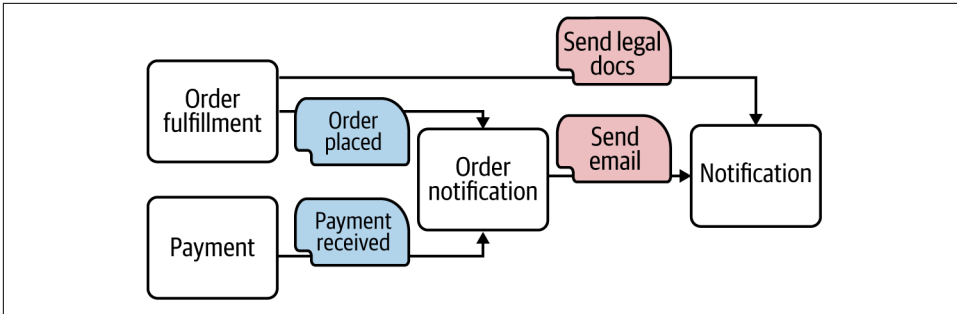 Send legal
docs
Order
fulfillment
Order
placed
Send
email
Order
notification
Notification
Payment
Payment
received